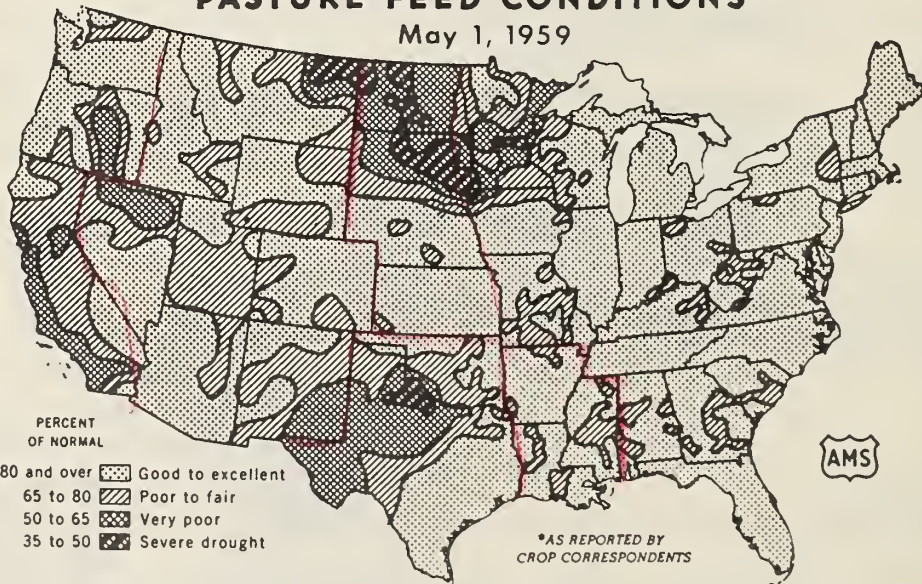 PASTURE FEED CONDITIONS
May 1, 1959
PERCENT
OF NORMAL
80 and over Good to excellent
65 to 80 Poor to fair
50 to 65 Very poor
35 to 50 Severe drought
*AS REPORTED BY
CROP CORRESPONDENTS
AMS